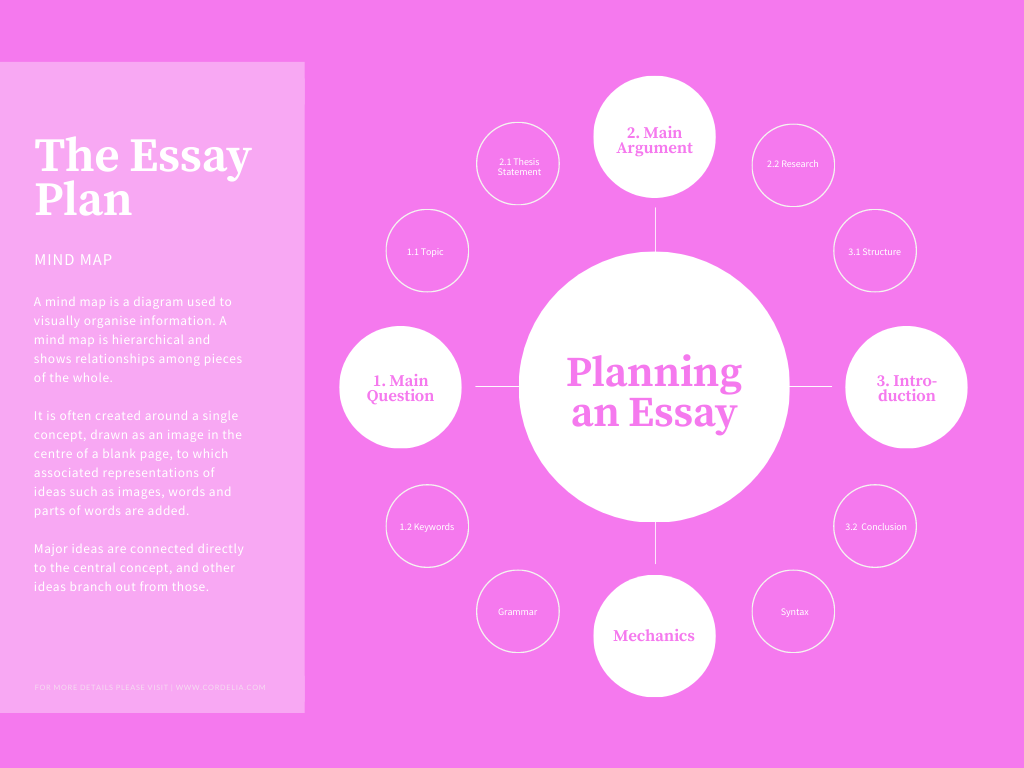 The Essay
Plan
MIND MAP
A mind map is a diagram used to
visually organise information. A
mind map is hierarchical and
shows relationships among pieces
of the whole.
It is often created around a single
concept, drawn as an image in the
centre of a blank page, to which
associated representations of
ideas such as images, words and
parts of words are added.
Major ideas are connected directly
to the central concept, and other
ideas branch out from those.
FOR MORE DETAILS PLEASE VISIT | WWW.CORDELIA.COM
Planning
an Essay
1. Main
Question
1.1 Topic
1.2 Keywords
2. Main
Argument
2.1 Thesis
Statement
2.2 Research
3. Intro-
duction
3.1 Structure
3.2 Conclusion
Mechanics
Grammar
Syntax